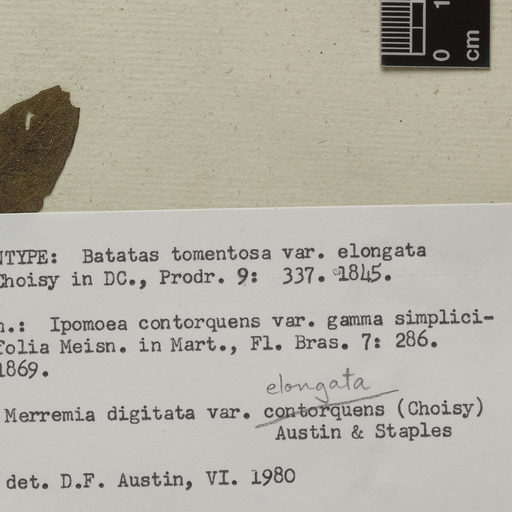 0 1
cm
NTYPE: Batatas tomentosa var. elongata
Choisy in DC., Prodr. 9: 337. 1845.
n.: Ipomoea contorquens var. gamma simplici-
folia Meisn. in Mart., Fl. Bras. 7: 286.
1869.
elongata
Merremia digitata var. contorquens (Choisy)
Austin & Staples
det. D.F. Austin, VI. 1980